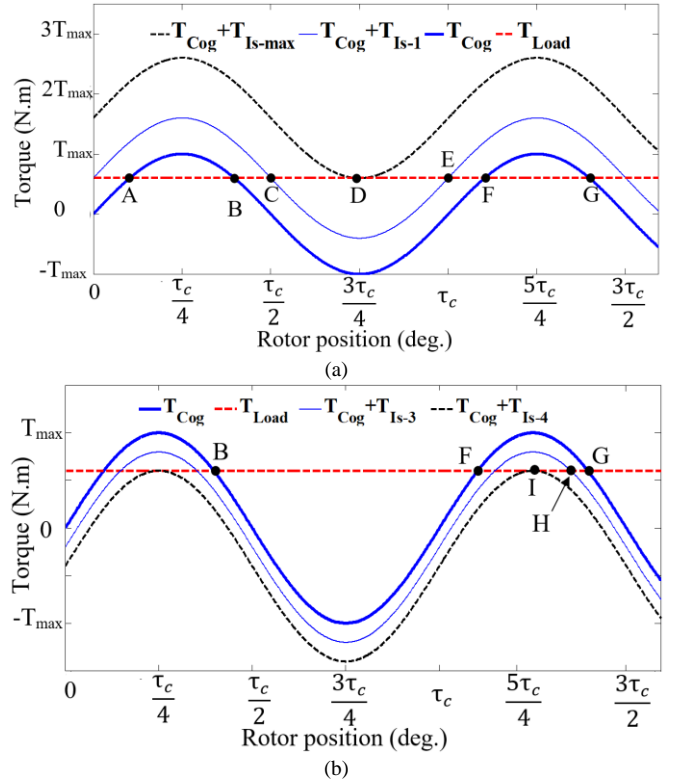 3Tmax
TCog+TIs-max TCog+TIs-1 TCog TLoad
2Tmax
Tmax
0
-Tmax
Torque (N.m)
A B C D E F G
0 τc/4 τc/2 3τc/4 τc 5τc/4 3τc/2
Rotor position (deg.)
(a)
TCog TLoad TCog+TIs-3 TCog+TIs-4
Tmax
0
-Tmax
Torque (N.m)
B F I H G
0 τc/4 τc/2 3τc/4 τc 5τc/4 3τc/2
Rotor position (deg.)
(b)